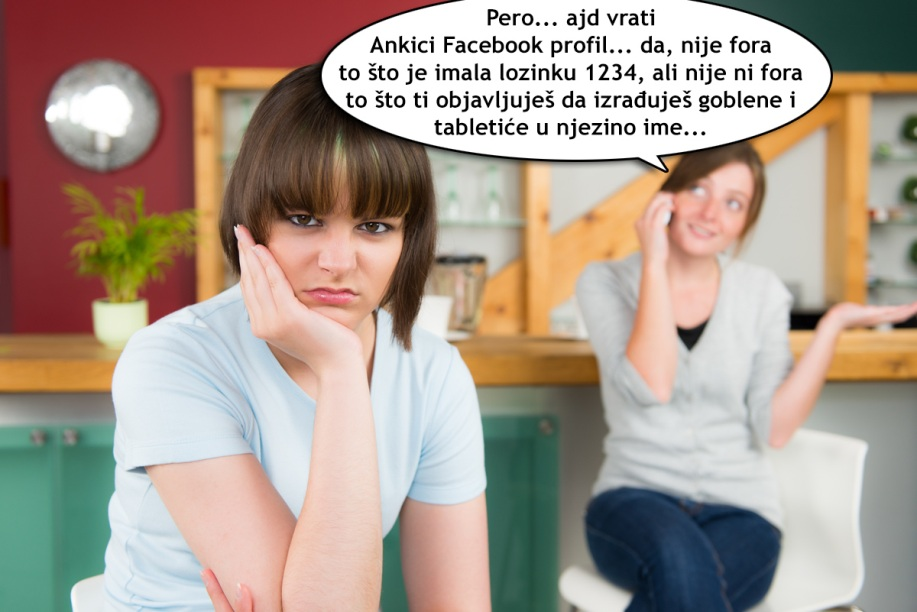 Pero... ajd vrati
Ankici Facebook profil... da, nije fora
to što je imala lozinku 1234, ali nije ni fora
to što ti objavljuješ da izrađuješ goblene i
tabletiće u njezino ime...